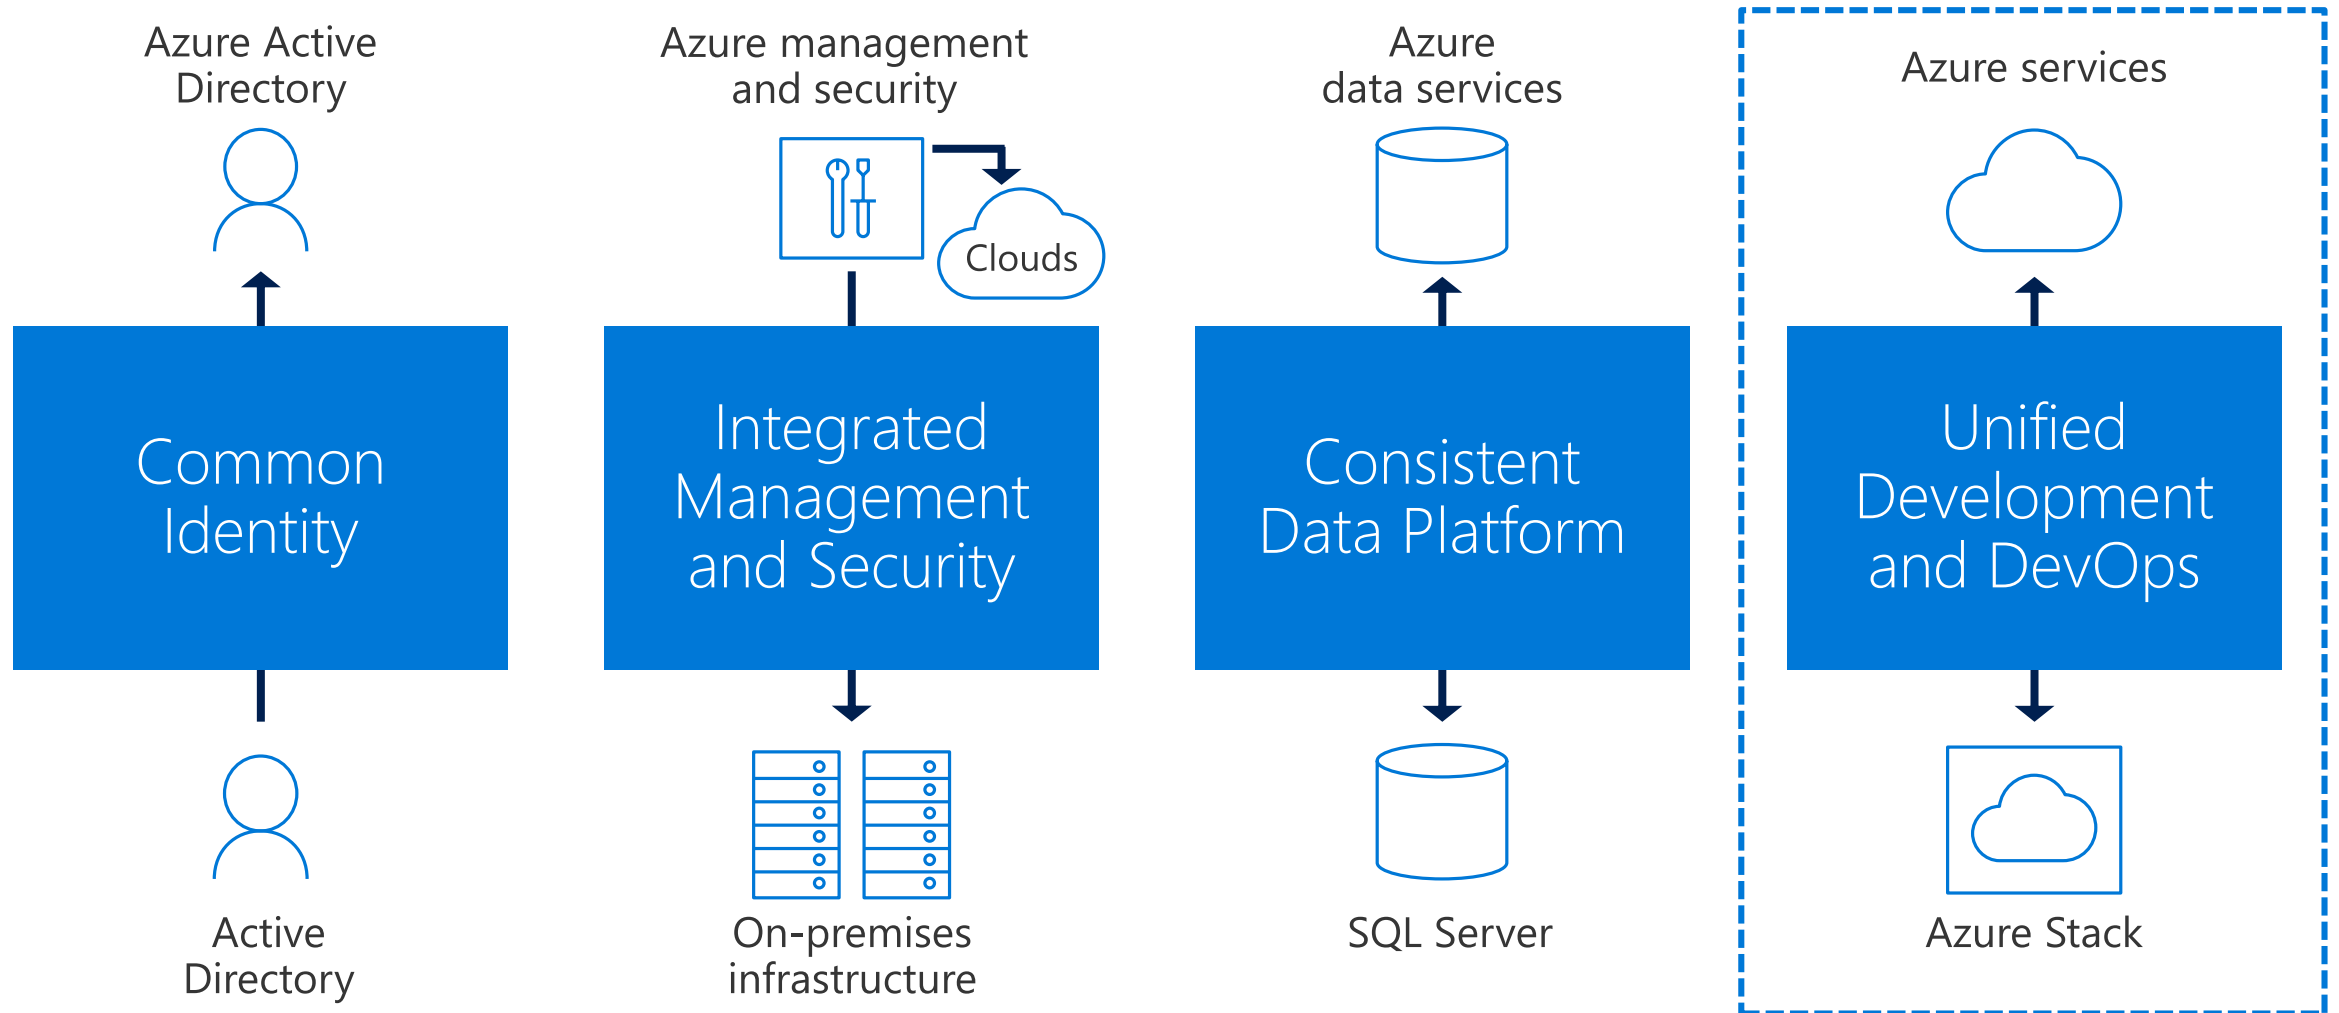 Azure Active
Directory
Common
Identity
Active
Directory
Azure management
and security
Clouds
Integrated
Management
and Security
On-premises
infrastructure
Azure
data services
Consistent
Data Platform
SQL Server
Azure services
Unified
Development
and DevOps
Azure Stack